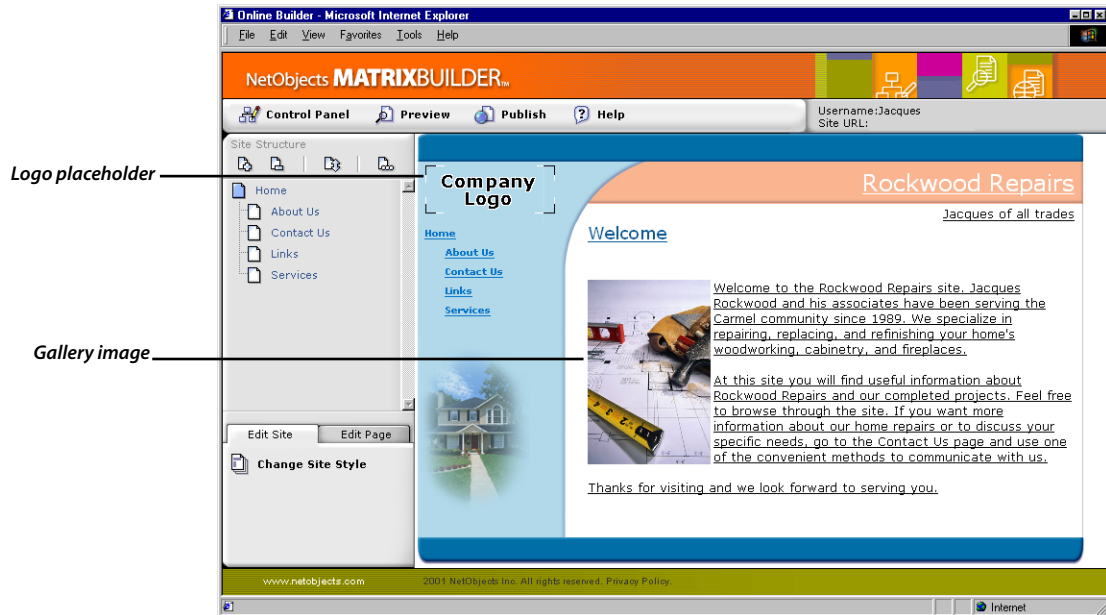 Online Builder - Microsoft Internet Explorer
File Edit View Favorites Tools Help
NetObjects MATRIXBUILDER™
Control Panel Preview Publish Help
Username:Jacques
Site URL:
Site Structure
Home
About Us
Contact Us
Links
Services
Edit Site Edit Page
Change Site Style
Logo placeholder
Gallery image
Company
Logo
Home
About Us
Contact Us
Links
Services
Rockwood Repairs
Jacques of all trades
Welcome
Welcome to the Rockwood Repairs site. Jacques
Rockwood and his associates have been serving the
Carmel community since 1989. We specialize in
repairing, replacing, and refinishing your home's
woodworking, cabinetry, and fireplaces.
At this site you will find useful information about
Rockwood Repairs and our completed projects. Feel free
to browse through the site. If you want more
information about our home repairs or to discuss your
specific needs, go to the Contact Us page and use one
of the convenient methods to communicate with us.
Thanks for visiting and we look forward to serving you.
www.netobjects.com
2001 NetObjects Inc. All rights reserved. Privacy Policy.
Internet